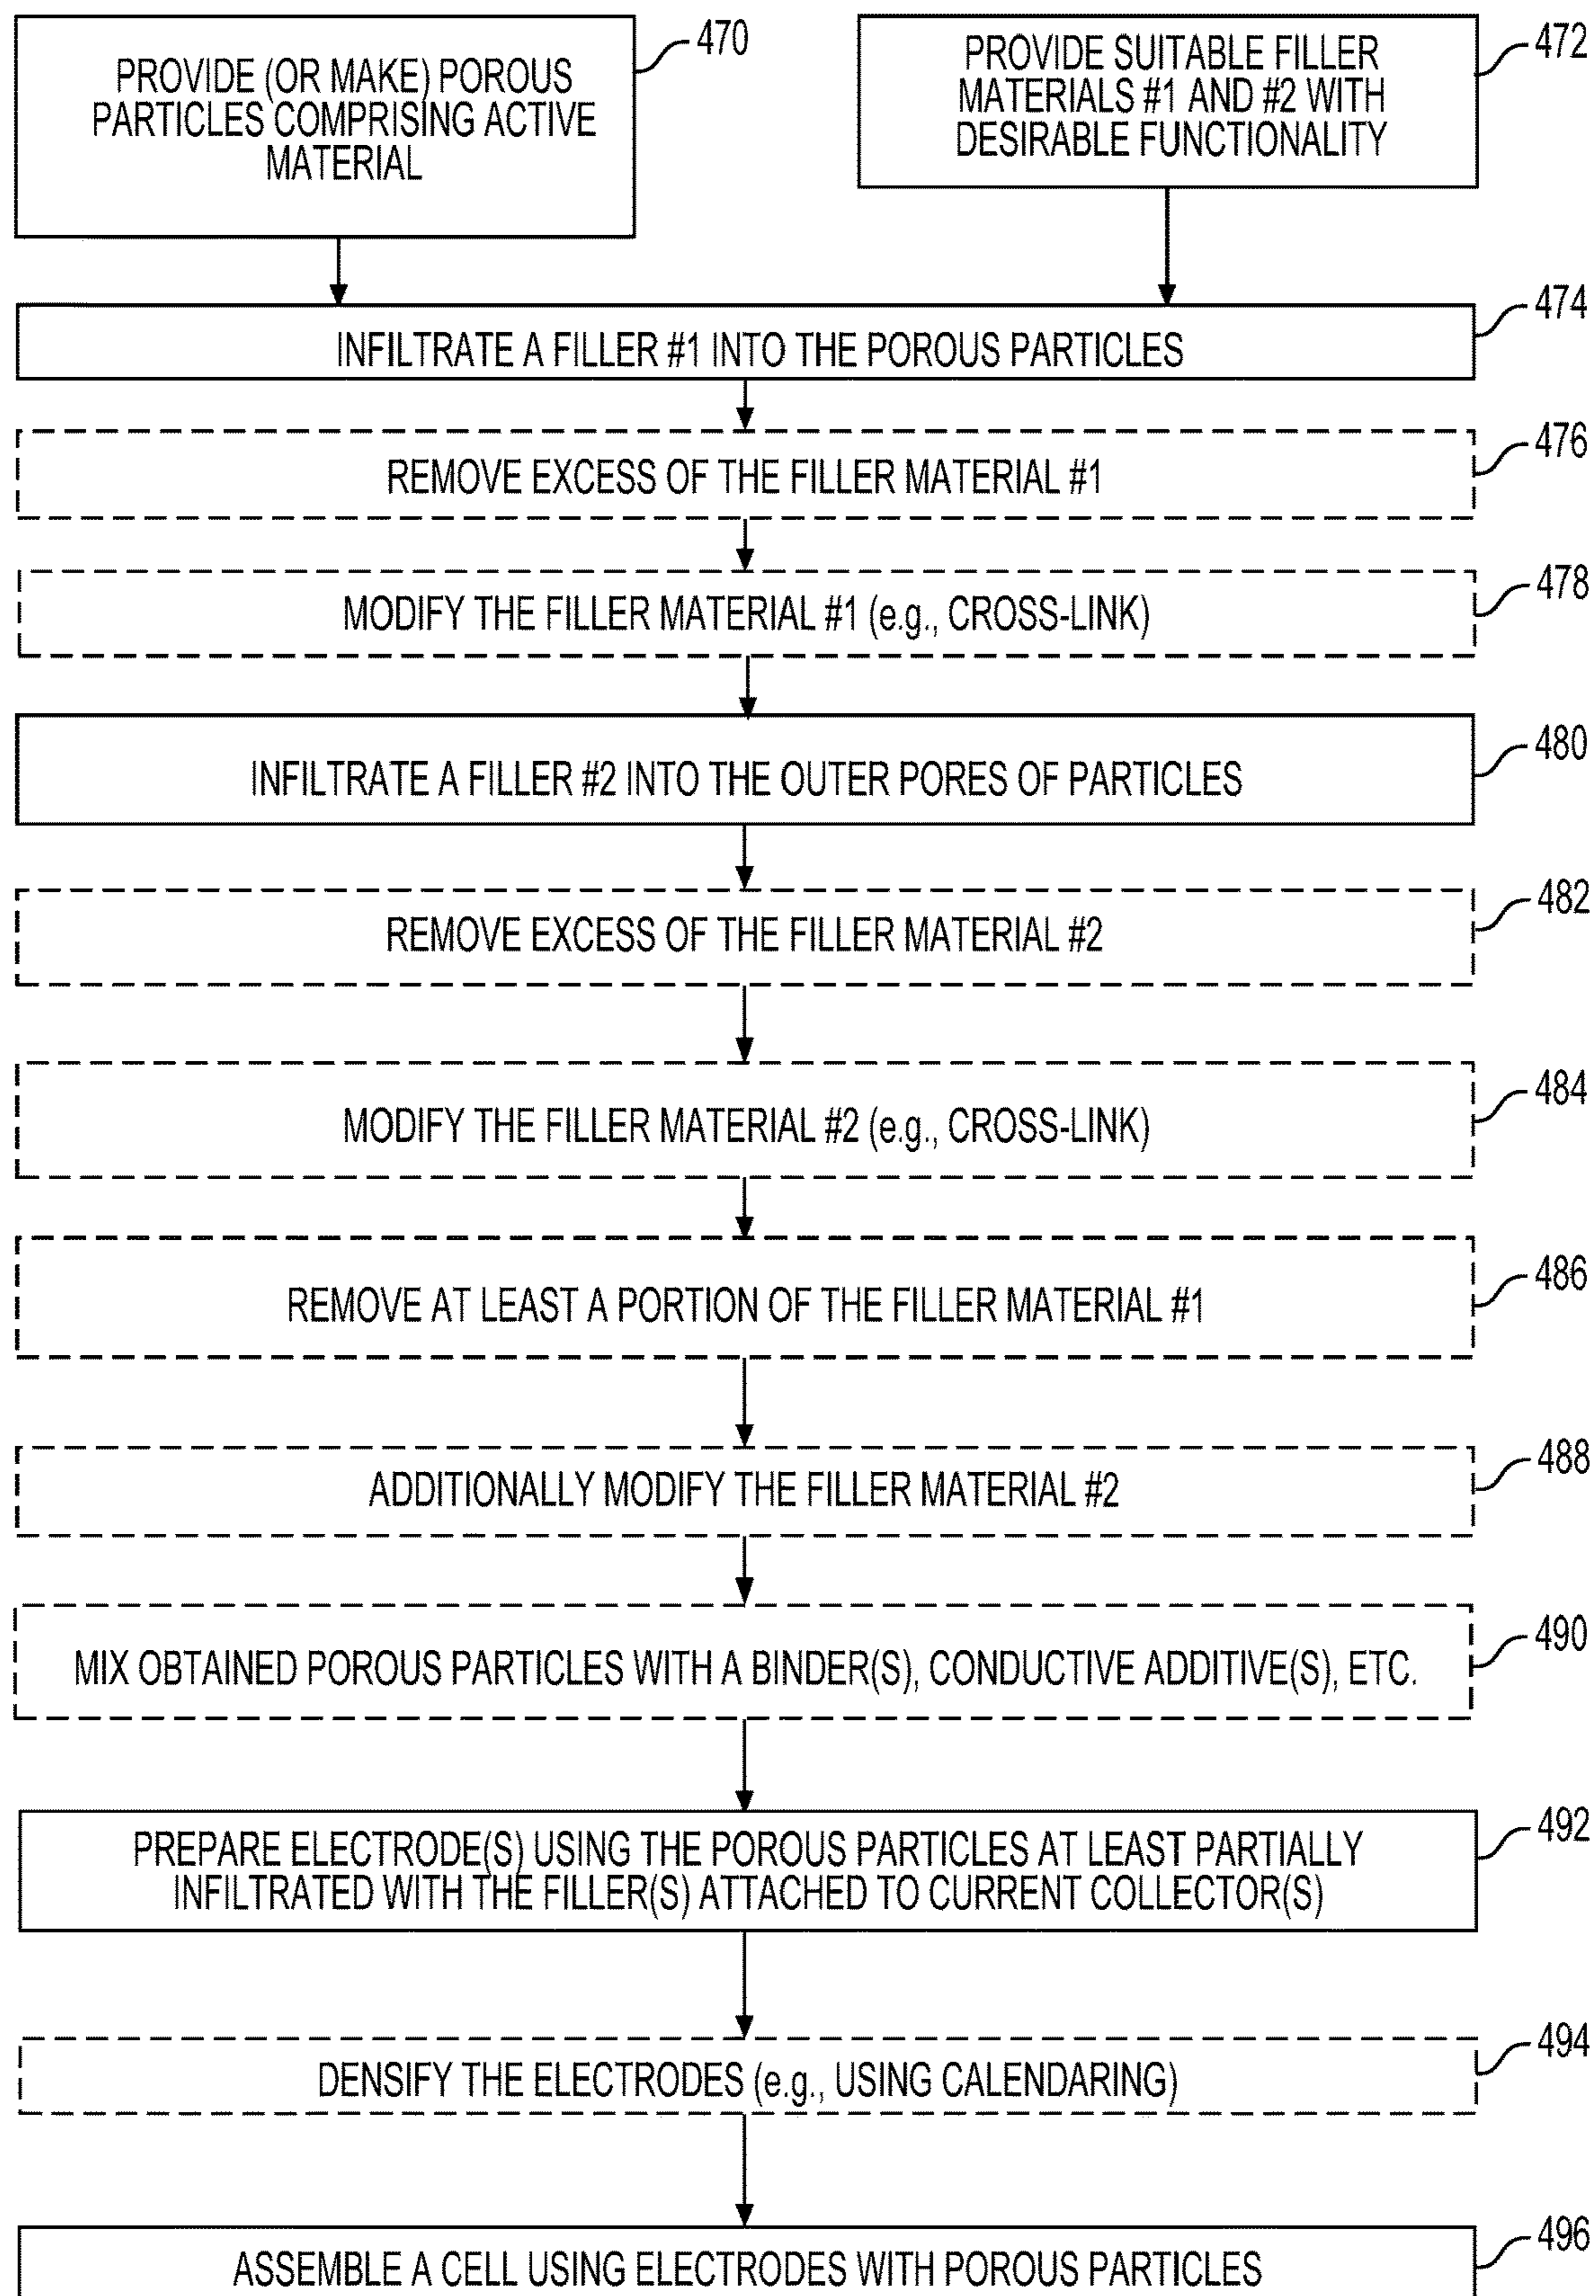 PROVIDE (OR MAKE) POROUS
PARTICLES COMPRISING ACTIVE
MATERIAL
470
PROVIDE SUITABLE FILLER
MATERIALS #1 AND #2 WITH
DESIRABLE FUNCTIONALITY
472
INFILTRATE A FILLER #1 INTO THE POROUS PARTICLES
474
REMOVE EXCESS OF THE FILLER MATERIAL #1
476
MODIFY THE FILLER MATERIAL #1 (e.g., CROSS-LINK)
478
INFILTRATE A FILLER #2 INTO THE OUTER PORES OF PARTICLES
480
REMOVE EXCESS OF THE FILLER MATERIAL #2
482
MODIFY THE FILLER MATERIAL #2 (e.g., CROSS-LINK)
484
REMOVE AT LEAST A PORTION OF THE FILLER MATERIAL #1
486
ADDITIONALLY MODIFY THE FILLER MATERIAL #2
488
MIX OBTAINED POROUS PARTICLES WITH A BINDER(S), CONDUCTIVE ADDITIVE(S), ETC.
490
PREPARE ELECTRODE(S) USING THE POROUS PARTICLES AT LEAST PARTIALLY
INFILTRATED WITH THE FILLER(S) ATTACHED TO CURRENT COLLECTOR(S)
492
DENSIFY THE ELECTRODES (e.g., USING CALENDARING)
494
ASSEMBLE A CELL USING ELECTRODES WITH POROUS PARTICLES
496